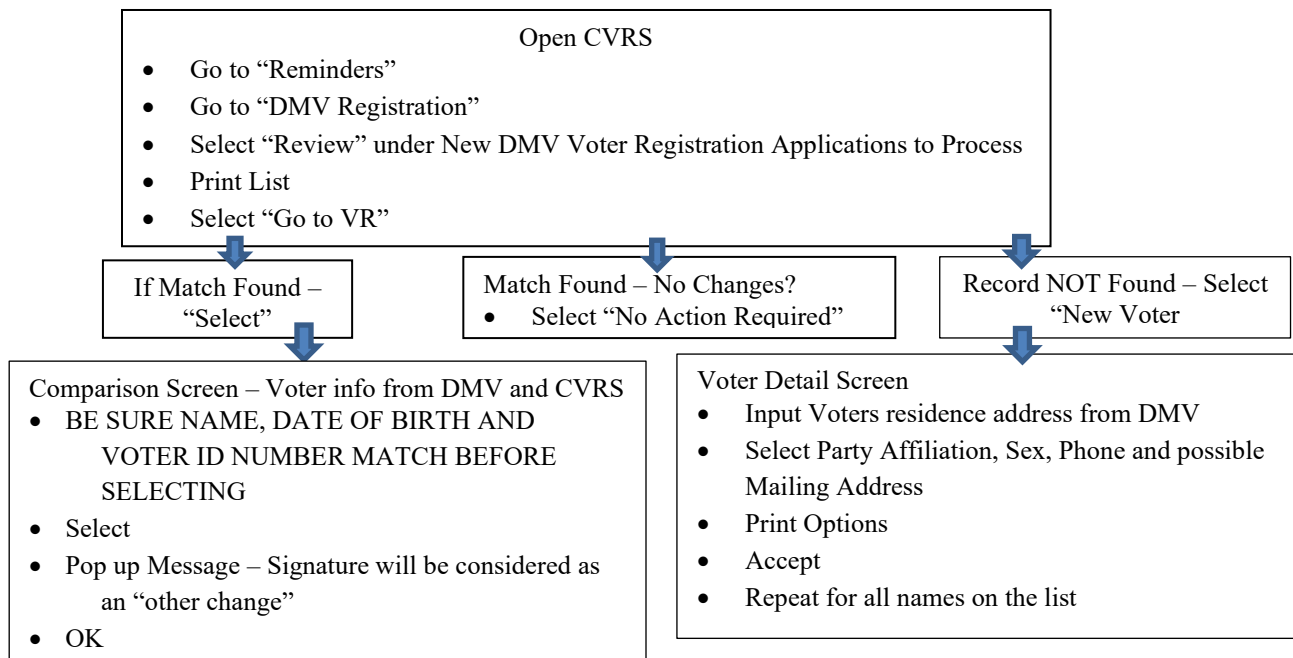 Open CVRS
• Go to “Reminders”
• Go to “DMV Registration”
• Select “Review” under New DMV Voter Registration Applications to Process
• Print List
• Select “Go to VR”
If Match Found –
“Select”
Match Found – No Changes?
• Select “No Action Required”
Record NOT Found – Select
“New Voter
Comparison Screen – Voter info from DMV and CVRS
• BE SURE NAME, DATE OF BIRTH AND
VOTER ID NUMBER MATCH BEFORE
SELECTING
• Select
• Pop up Message – Signature will be considered as
an “other change”
• OK
Voter Detail Screen
• Input Voters residence address from DMV
• Select Party Affiliation, Sex, Phone and possible
Mailing Address
• Print Options
• Accept
• Repeat for all names on the list